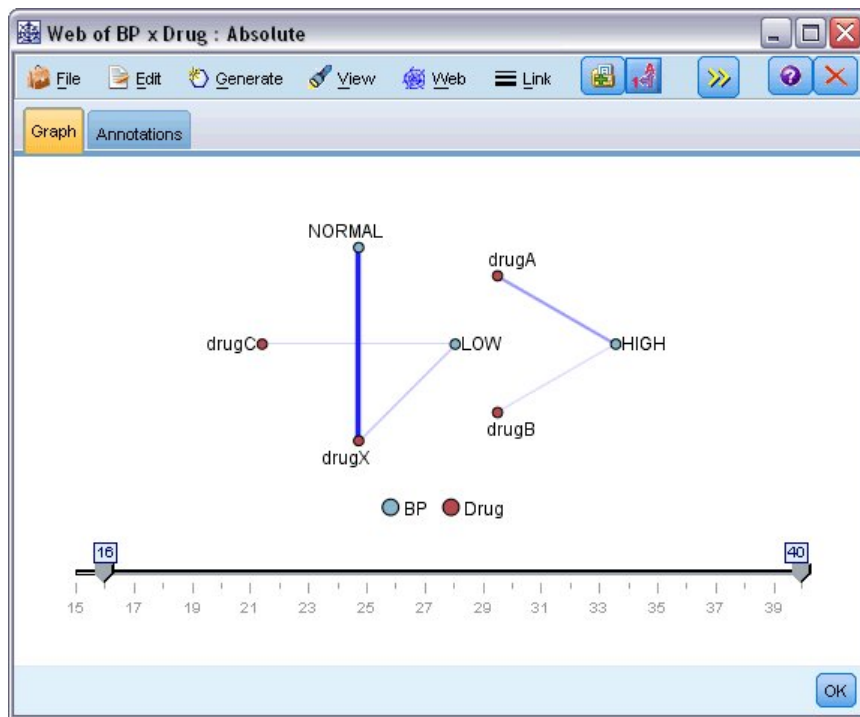 Web of BP x Drug : Absolute
File Edit Generate View Web Link
Graph Annotations
NORMAL
drugA
drugC LOW HIGH
drugB
drugX
BP Drug
16 40
15 17 19 21 23 25 27 29 31 33 35 37 39
OK